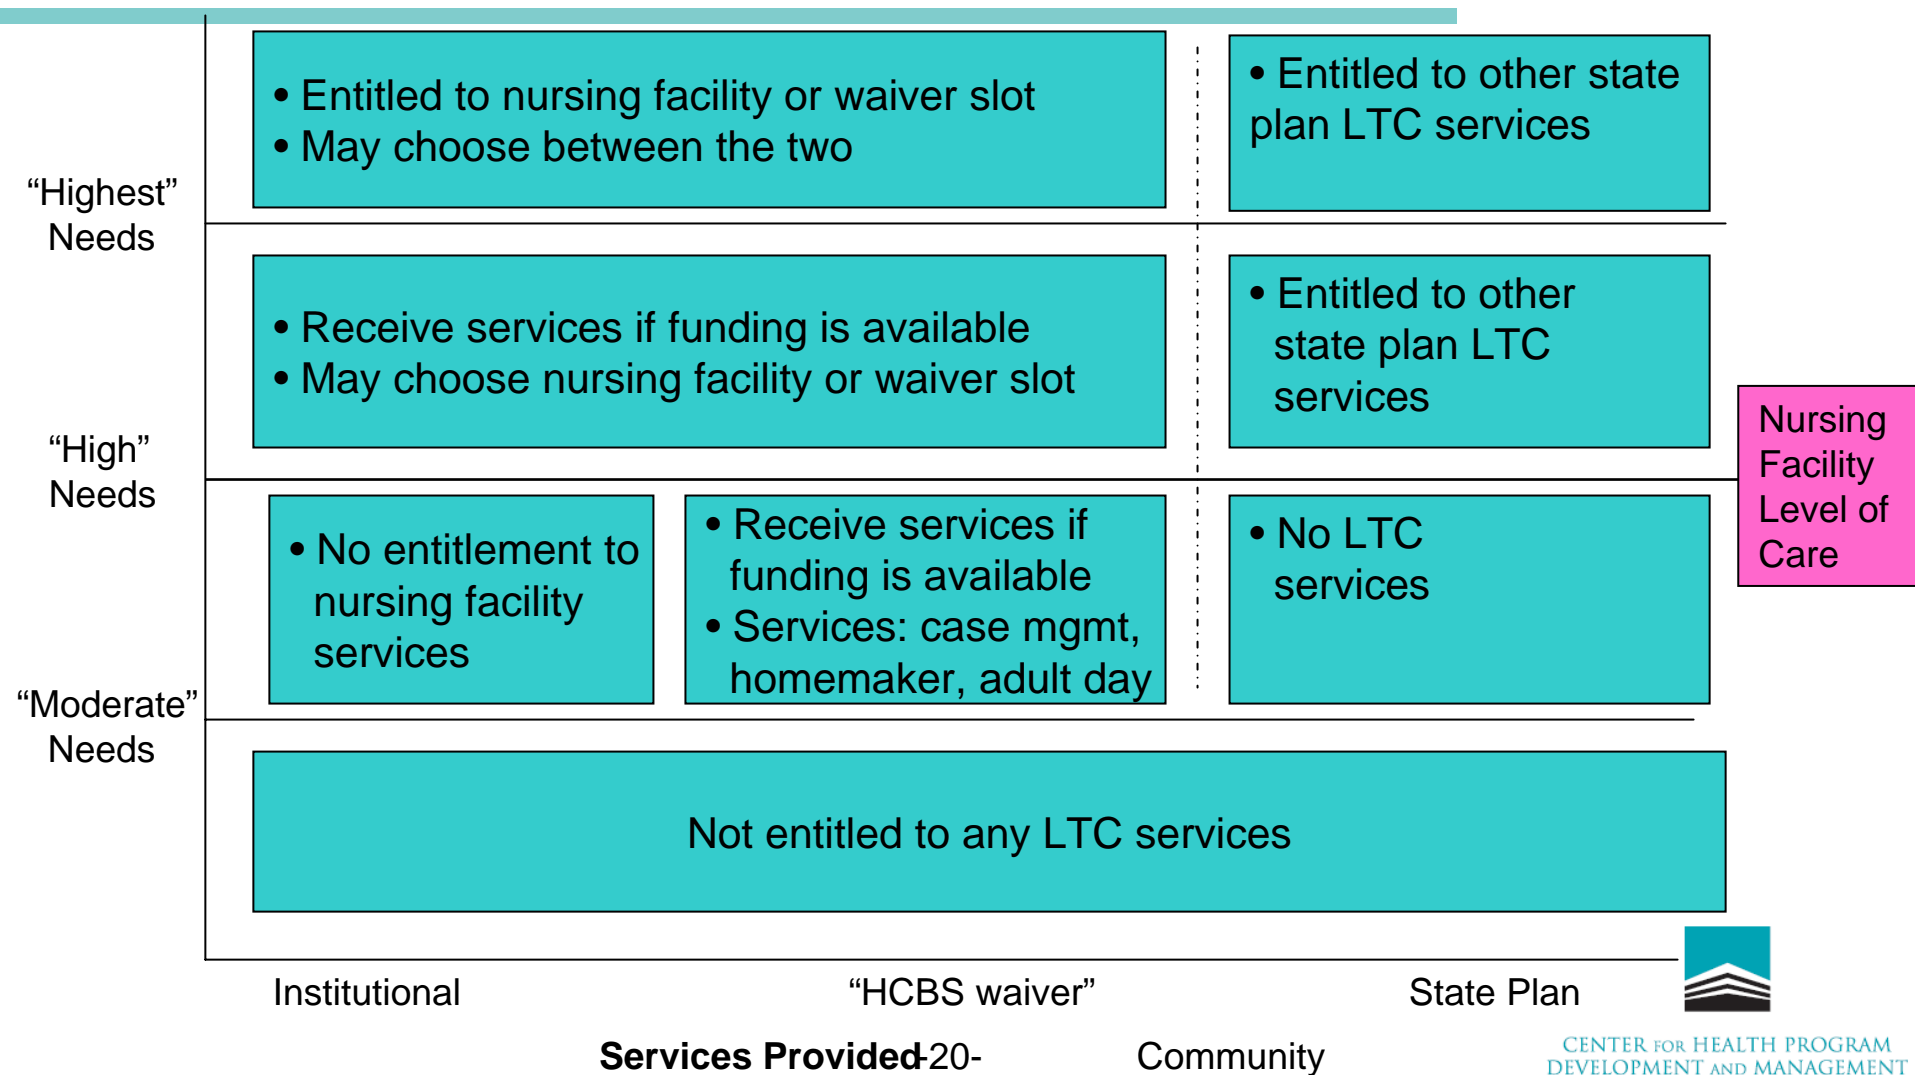 “Highest”
Needs
• Entitled to nursing facility or waiver slot
• May choose between the two
• Entitled to other state
plan LTC services
“High”
Needs
• Receive services if funding is available
• May choose nursing facility or waiver slot
• Entitled to other
state plan LTC
services
Nursing
Facility
Level of
Care
“Moderate”
Needs
• No entitlement to
nursing facility
services
• Receive services if
funding is available
• Services: case mgmt,
homemaker, adult day
• No LTC
services
Not entitled to any LTC services
Institutional
“HCBS waiver”
State Plan
Services Provided
-20-
Community
CENTER FOR HEALTH PROGRAM
DEVELOPMENT AND MANAGEMENT